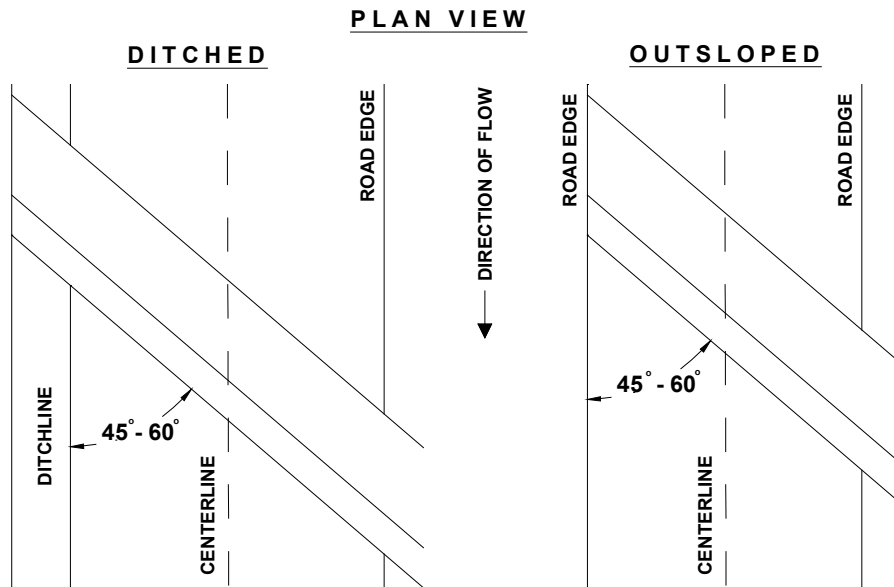 PLAN VIEW
DITCHED
OUTSLOPED
ROAD EDGE
DIRECTION OF FLOW
ROAD EDGE
ROAD EDGE
45° - 60°
45° - 60°
DITCHLINE
CENTERLINE
CENTERLINE